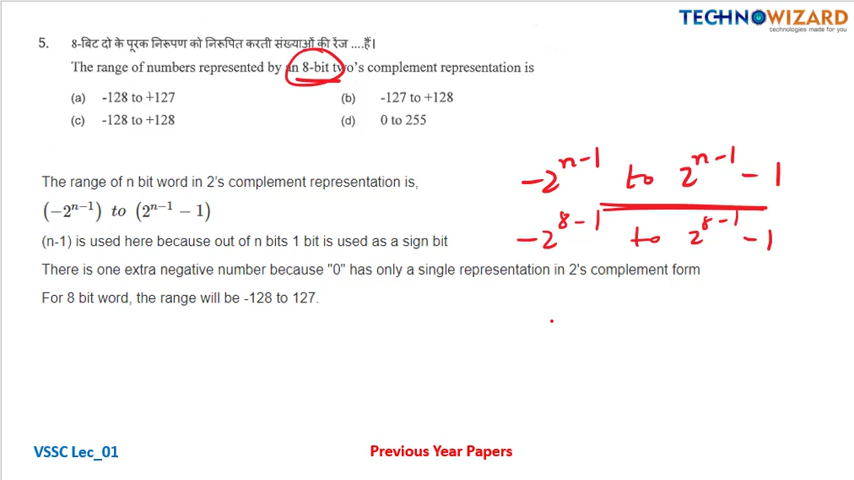 TECHNOWIZARD
technologies made for you
5. 8-बिट दो के पूरक निरूपण को निरूपित करती संख्याओं की रेंज ....हैं।
The range of numbers represented by an 8-bit two's complement representation is
(a) -128 to +127 (b) -127 to +128
(c) -128 to +128 (d) 0 to 255
-2^{n-1} to 2^{n-1} - 1
-2^{8-1} to 2^{8-1} - 1
The range of n bit word in 2's complement representation is,
(-2^{n-1}) to (2^{n-1} - 1)
(n-1) is used here because out of n bits 1 bit is used as a sign bit
There is one extra negative number because "0" has only a single representation in 2's complement form
For 8 bit word, the range will be -128 to 127.
VSSC Lec_01 Previous Year Papers